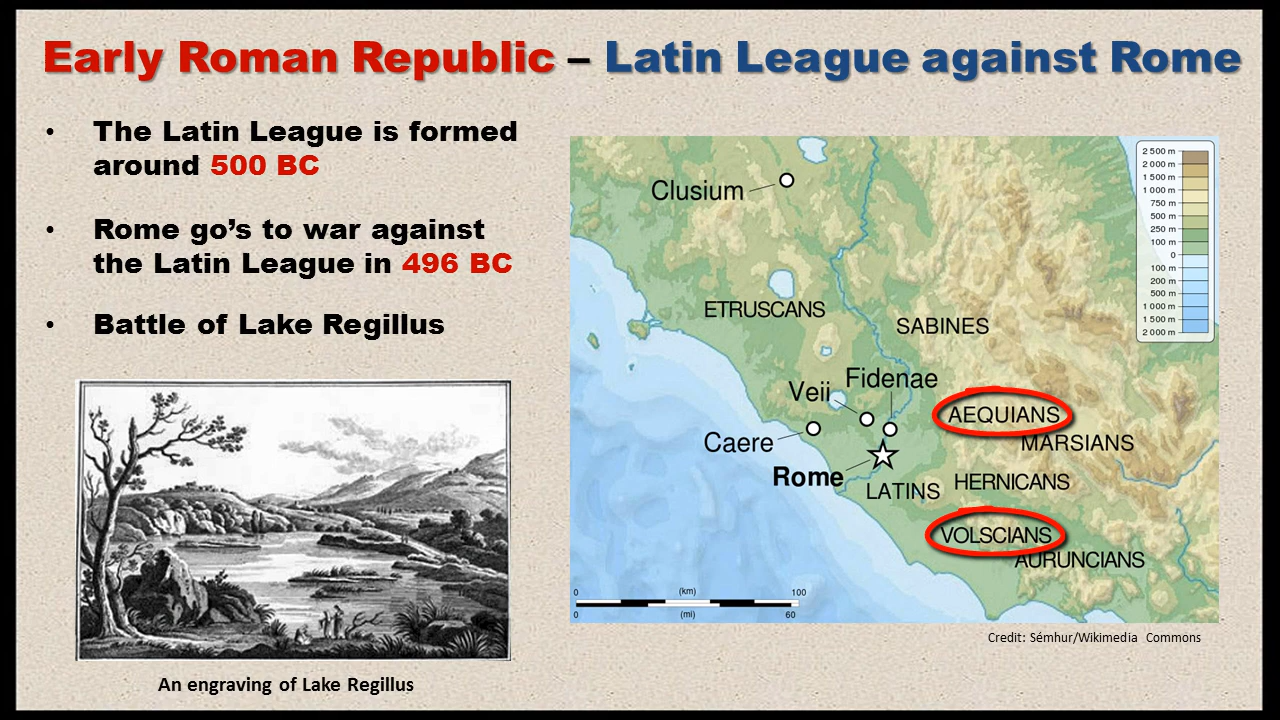 Early Roman Republic – Latin League against Rome
• The Latin League is formed
around 500 BC
• Rome go’s to war against
the Latin League in 496 BC
• Battle of Lake Regillus
An engraving of Lake Regillus
Clusium
ETRUSCANS
SABINES
Fidenae
Veii
AEQUIANS
Caere
MARSIANS
Rome
HERNICANS
LATINS
VOLSCIANS
AURUNCIANS
2 500 m
2 000 m
1 500 m
1 000 m
750 m
500 m
250 m
100 m
0
100 m
200 m
500 m
1 000 m
1 500 m
2 000 m
0 (km) 100
0 (mi) 60
Credit: Sémhur/Wikimedia Commons